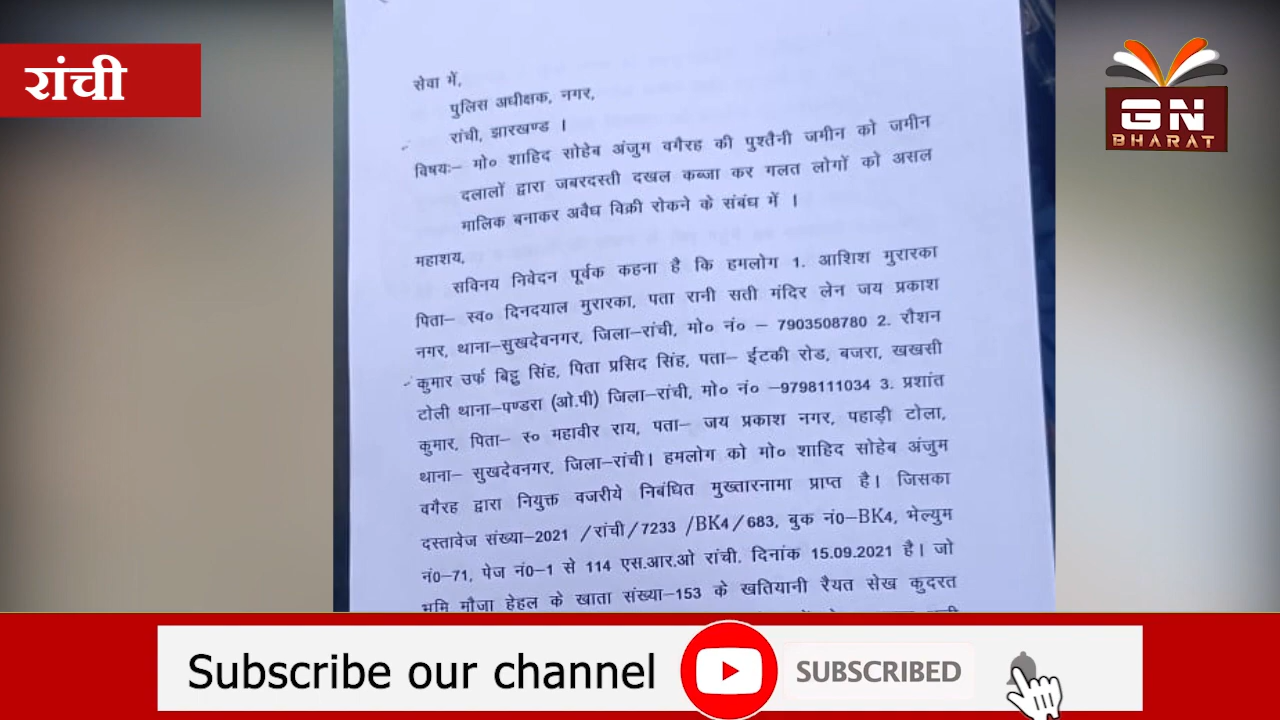 रांची
GN
BHARAT
सेवा में,
पुलिस अधीक्षक, नगर,
रांची, झारखण्ड ।
विषयः– मो० शाहिद सोहेब अंजुम वगैरह की पुश्तैनी जमीन को जमीन
दलालों द्वारा जबरदस्ती दखल कब्जा कर गलत लोगों को असल
मालिक बनाकर अवैध विक्री रोकने के संबंध में ।
महाशय,
सविनय निवेदन पूर्वक कहना है कि हमलोग 1. आशिश मुरारका
पिता– स्व० दिनदयाल मुरारका, पता रानी सती मंदिर लेन जय प्रकाश
नगर, थाना–सुखदेवनगर, जिला–रांची, मो० नं० – 7903508780 2. रौशन
कुमार उर्फ बिट्टु सिंह, पिता प्रसिद सिंह, पता– ईटकी रोड, बजरा, खखसी
टोली थाना–पण्डरा (ओ.पी) जिला–रांची, मो० नं० –9798111034 3. प्रशांत
कुमार, पिता– स्० महावीर राय, पता– जय प्रकाश नगर, पहाड़ी टोला,
थाना– सुखदेवनगर, जिला–रांची। हमलोग को मो० शाहिद सोहेब अंजुम
वगैरह द्वारा नियुक्त वजरीये निबंधित मुख्तारनामा प्राप्त है। जिसका
दस्तावेज संख्या–2021 /रांची/7233 /BK4/683, बुक नं0–BK4, भेल्युम
नं0–71, पेज नं0–1 से 114 एस.आर.ओ रांची. दिनांक 15.09.2021 है। जो
भूमि मौजा हेहल के खाता संख्या–153 के खतियानी रैयत सेख कुदरत
Subscribe our channel
SUBSCRIBED